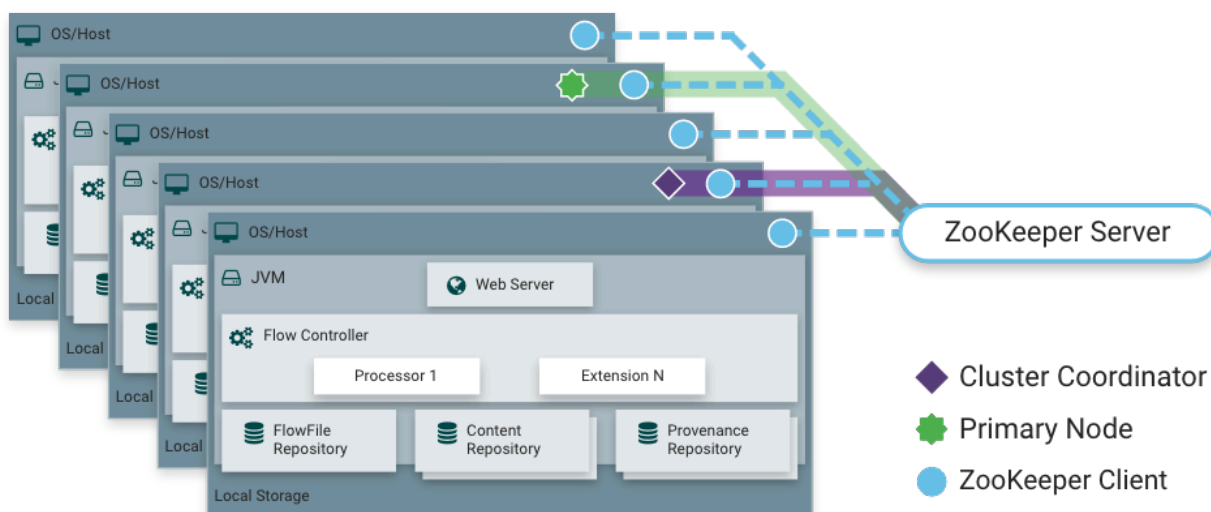 OS/Host
OS/Host
OS/Host
OS/Host
OS/Host
JVM
Web Server
Flow Controller
Processor 1
Extension N
FlowFile
Repository
Content
Repository
Provenance
Repository
Local
Local
Local
Local
Local Storage
ZooKeeper Server
Cluster Coordinator
Primary Node
ZooKeeper Client